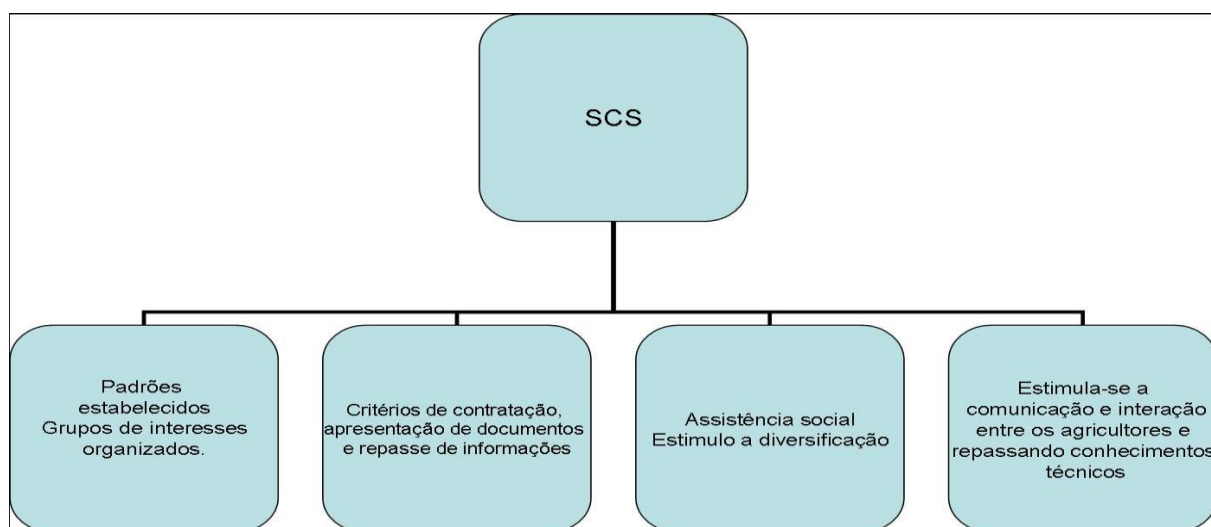 SCS
Padrões
estabelecidos
Grupos de interesses
organizados.
Critérios de contratação,
apresentação de documentos
e repasse de informações
Assistência social
Estimulo a diversificação
Estimula-se a
comunicação e interação
entre os agricultores e
repassando conhecimentos
técnicos